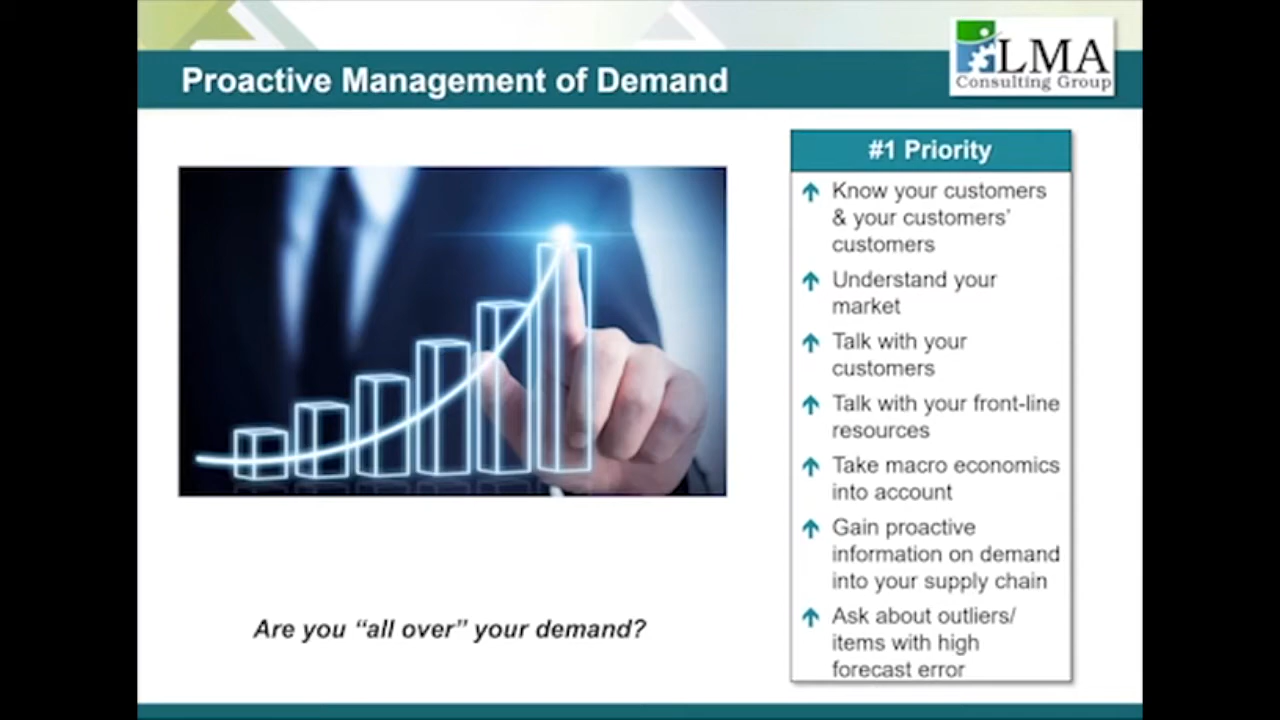 Proactive Management of Demand
LMA
Consulting Group
#1 Priority
Know your customers
& your customers'
customers
Understand your
market
Talk with your
customers
Talk with your front-line
resources
Take macro economics
into account
Gain proactive
information on demand
into your supply chain
Ask about outliers/
items with high
forecast error
Are you “all over” your demand?